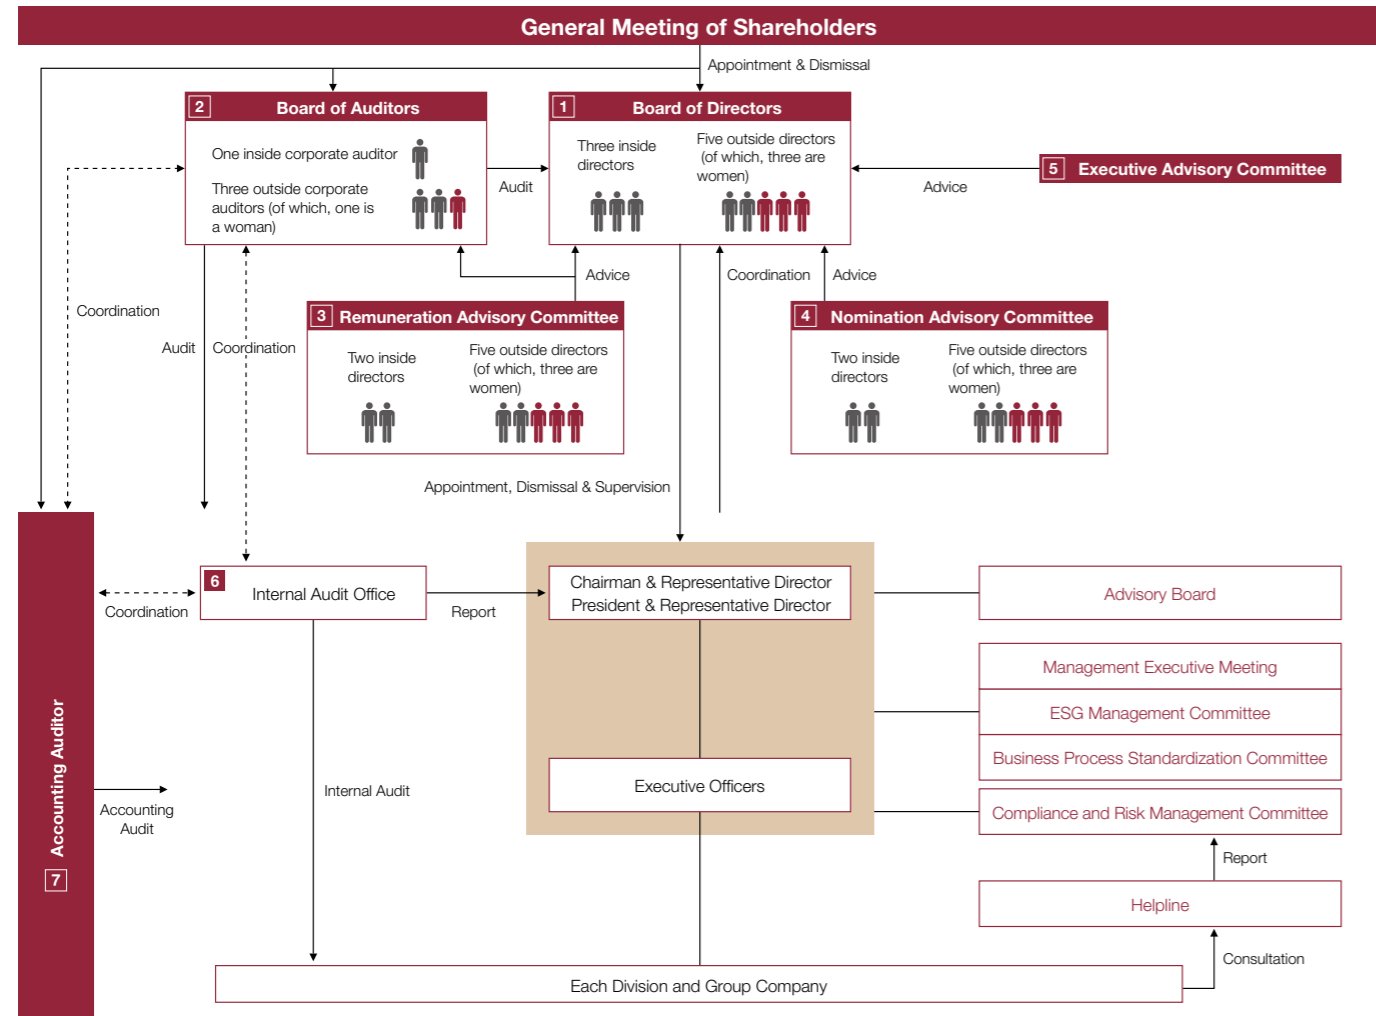 General Meeting of Shareholders
Appointment & Dismissal
2 Board of Auditors
One inside corporate auditor
Three outside corporate
auditors (of which, one is
a woman)
Audit
1 Board of Directors
Three inside
directors
Five outside directors
(of which, three are
women)
Advice
5 Executive Advisory Committee
Coordination
Audit
Coordination
Advice
Coordination
Advice
3 Remuneration Advisory Committee
Two inside
directors
Five outside directors
(of which, three are
women)
4 Nomination Advisory Committee
Two inside
directors
Five outside directors
(of which, three are
women)
Appointment, Dismissal & Supervision
7 Accounting Auditor
Coordination
6 Internal Audit Office
Report
Chairman & Representative Director
President & Representative Director
Advisory Board
Management Executive Meeting
ESG Management Committee
Business Process Standardization Committee
Executive Officers
Compliance and Risk Management Committee
Accounting
Audit
Internal Audit
Report
Helpline
Consultation
Each Division and Group Company